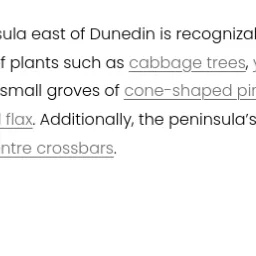 sula east of Dunedin is recognizal
f plants such as cabbage trees, y
small groves of cone-shaped pin
l flax. Additionally, the peninsula's
ntre crossbars.